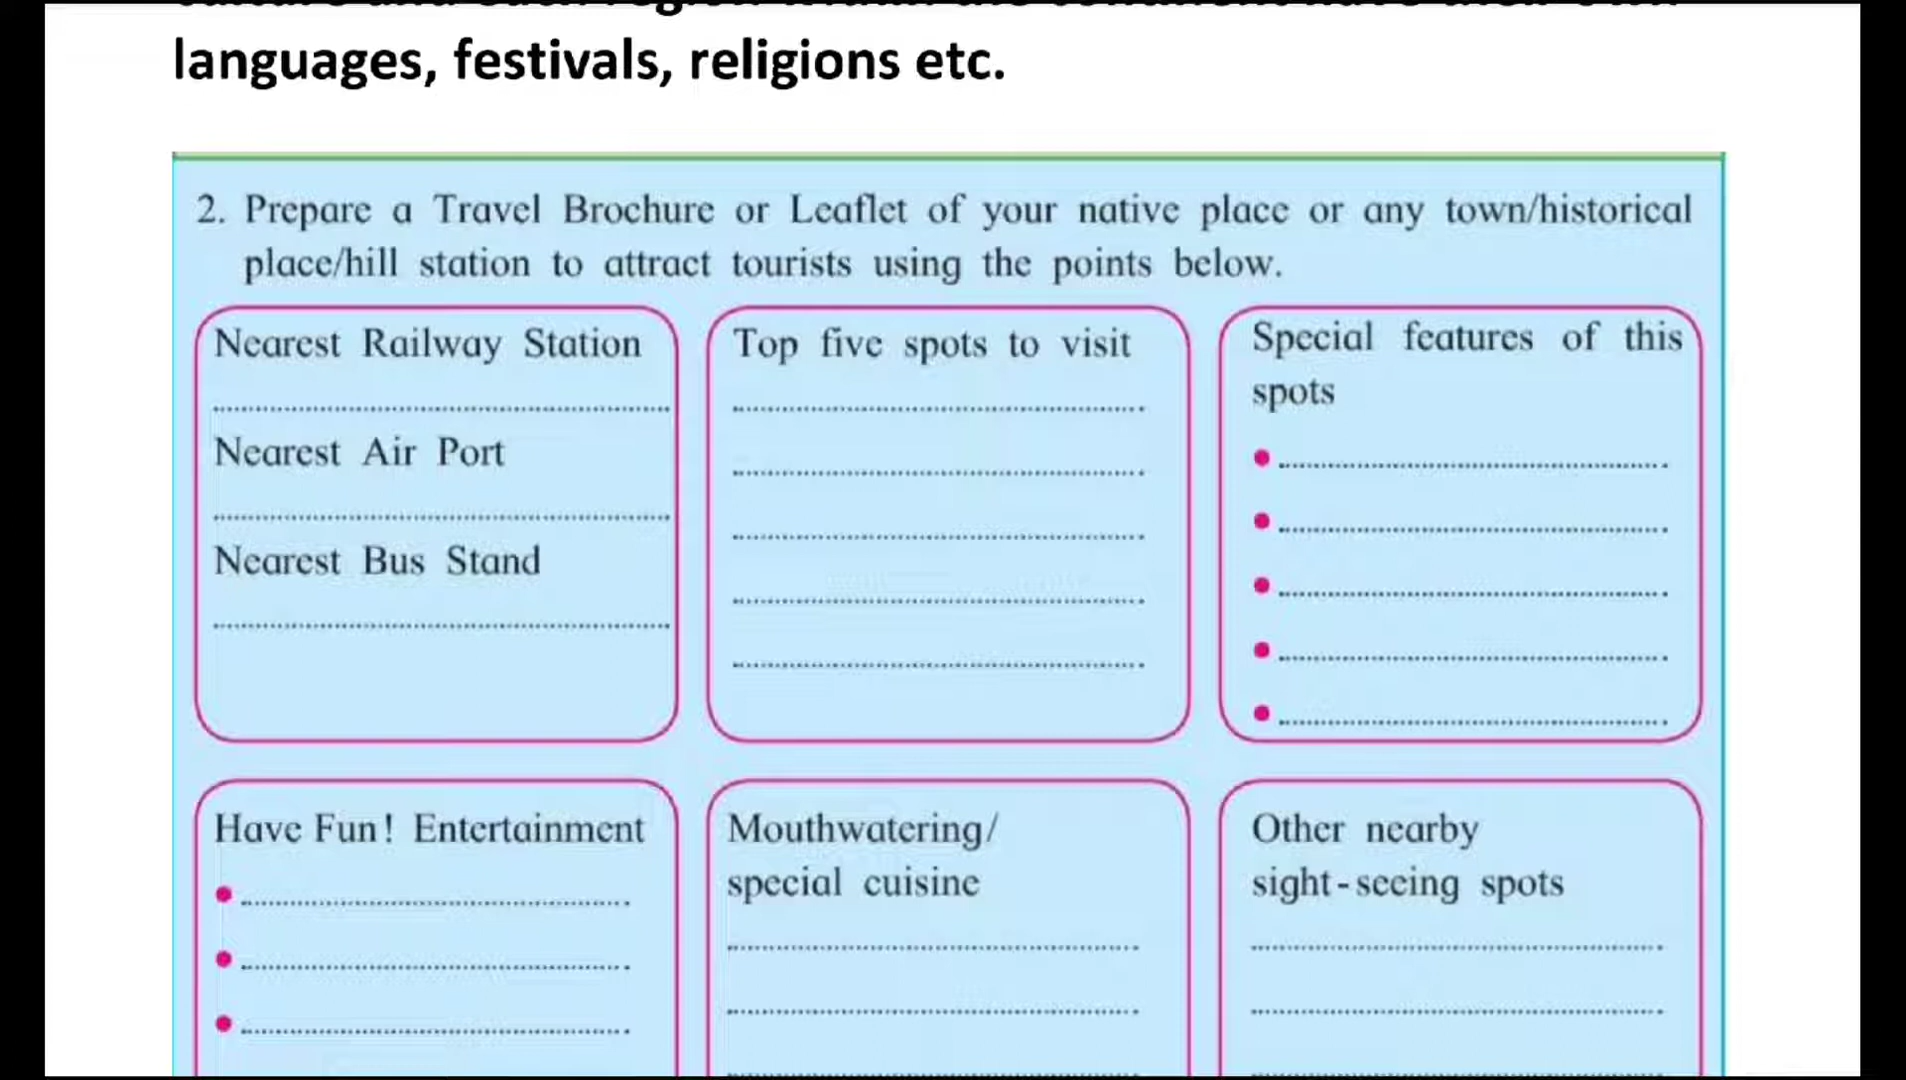 languages, festivals, religions etc.
2. Prepare a Travel Brochure or Leaflet of your native place or any town/historical
place/hill station to attract tourists using the points below.
Nearest Railway Station
Nearest Air Port
Nearest Bus Stand
Top five spots to visit
Special features of this
spots
Have Fun! Entertainment
Mouthwatering/
special cuisine
Other nearby
sight-seeing spots